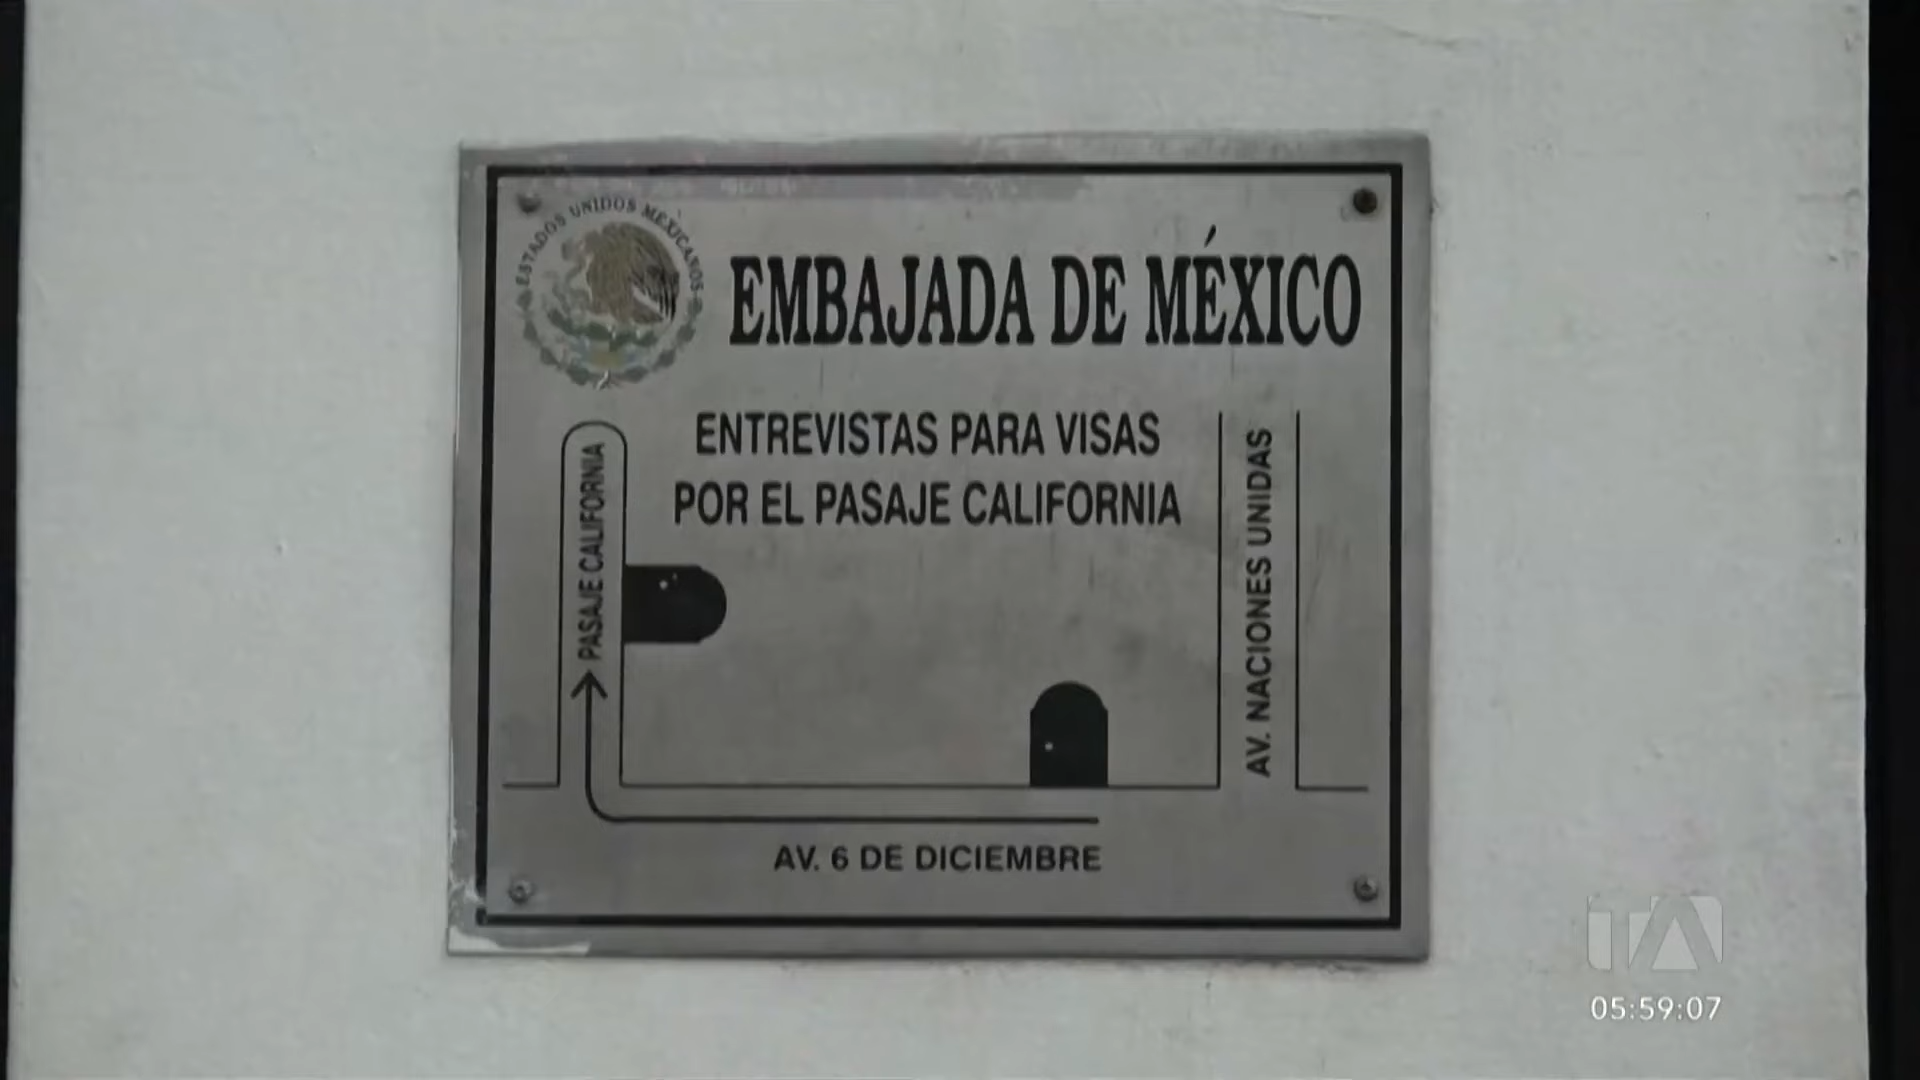 ESTADOS UNIDOS MEXICANOS
EMBAJADA DE MÉXICO
ENTREVISTAS PARA VISAS
POR EL PASAJE CALIFORNIA
PASAJE CALIFORNIA
AV. NACIONES UNIDAS
AV. 6 DE DICIEMBRE
TA
05:59:07